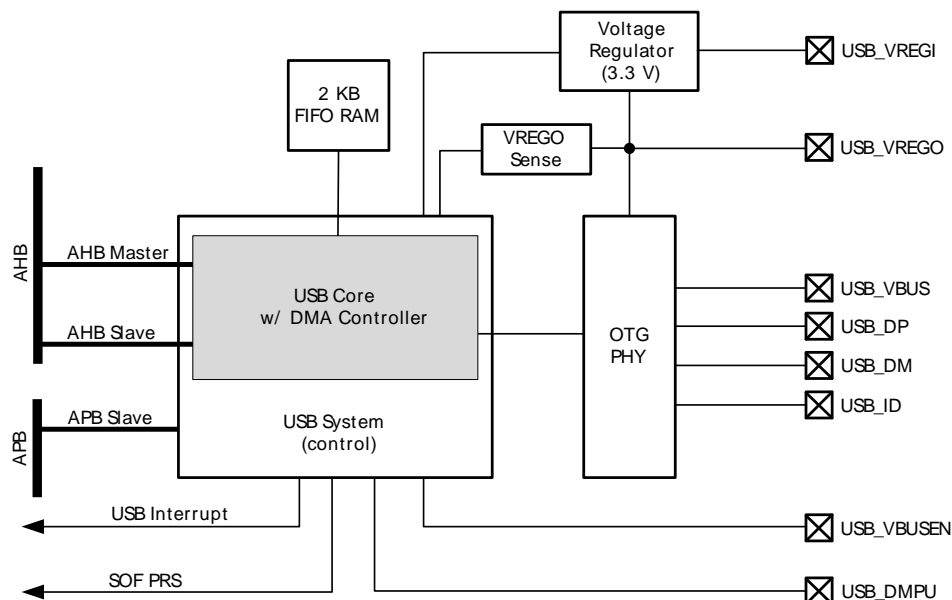 Voltage
Regulator
(3.3 V)
USB_VREGI
2 KB
FIFO RAM
VREGO
Sense
USB_VREGO
AHB
AHB Master
USB Core
w/ DMA Controller
AHB Slave
OTG
PHY
USB_VBUS
USB_DP
USB_DM
USB_ID
APB
APB Slave
USB System
(control)
USB Interrupt
USB_VBUSEN
SOF PRS
USB_DMPU